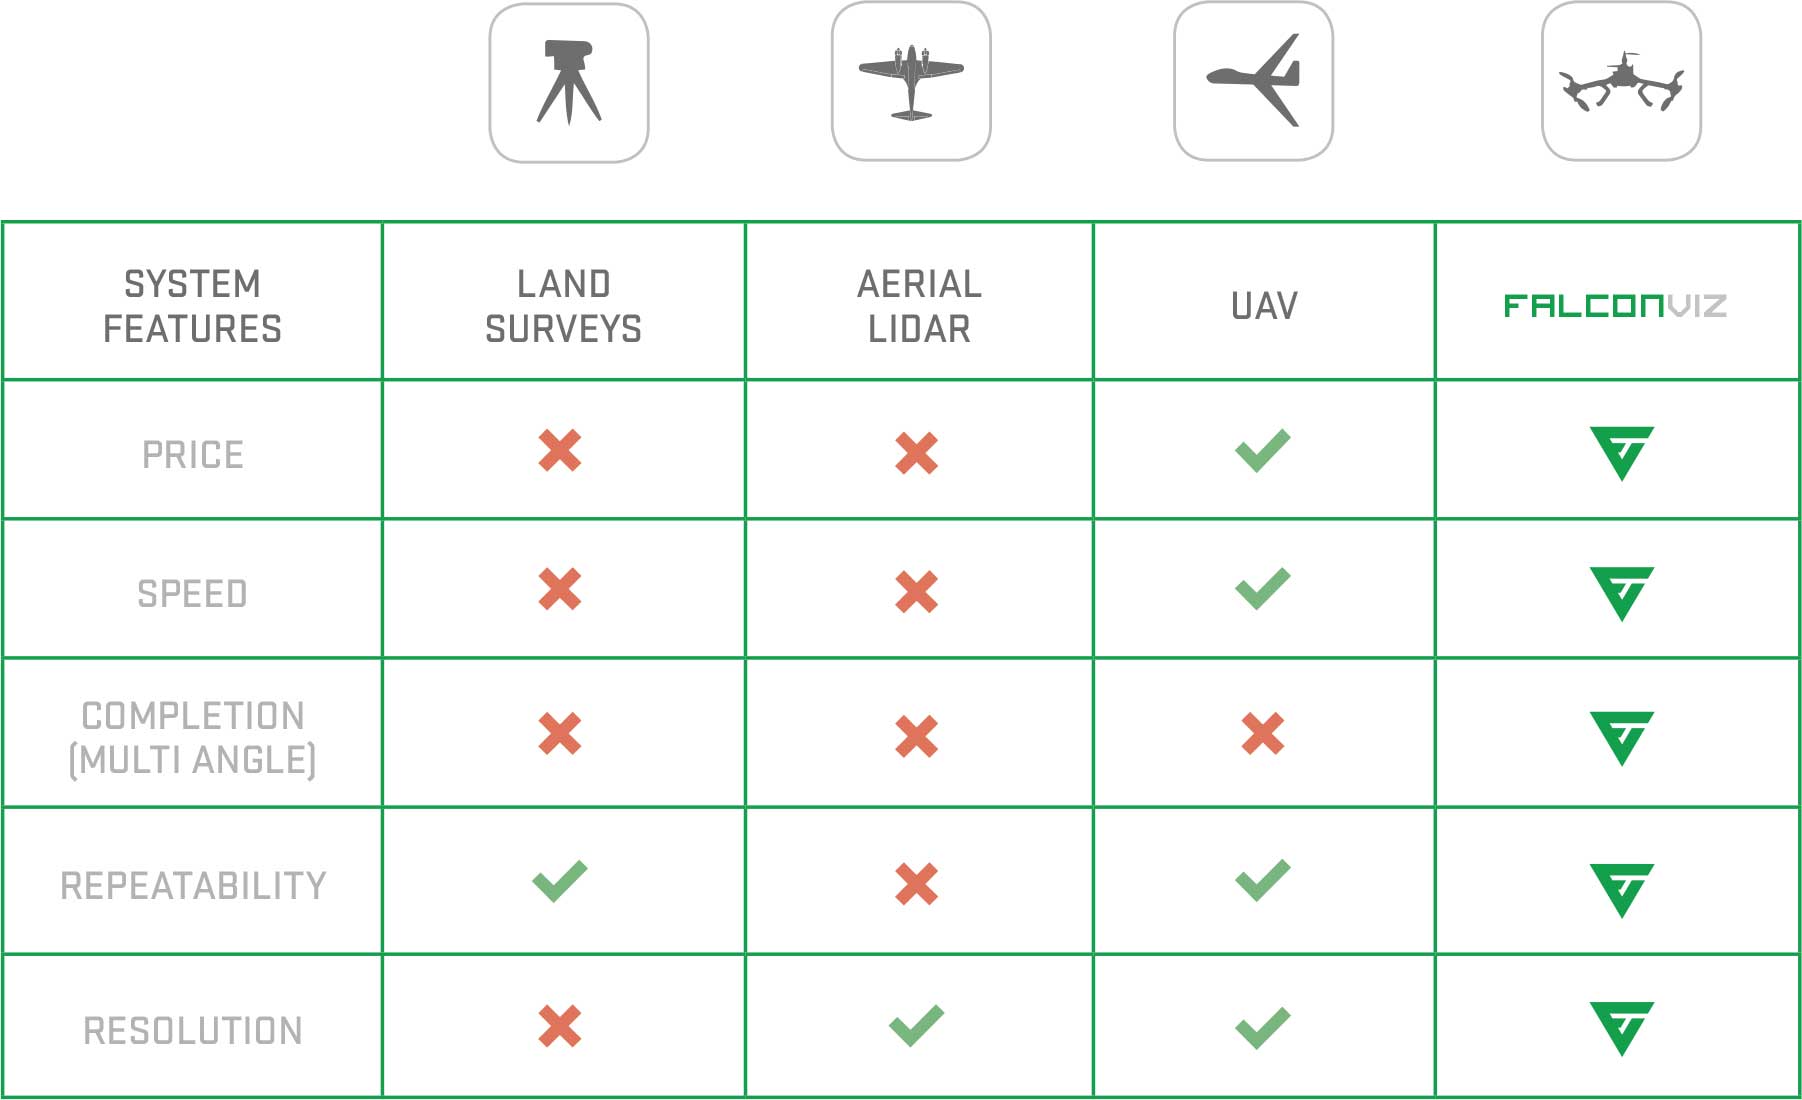 SYSTEM
FEATURES
LAND
SURVEYS
AERIAL
LIDAR
UAV
FALCONVIZ
PRICE
SPEED
COMPLETION
(MULTI ANGLE)
REPEATABILITY
RESOLUTION